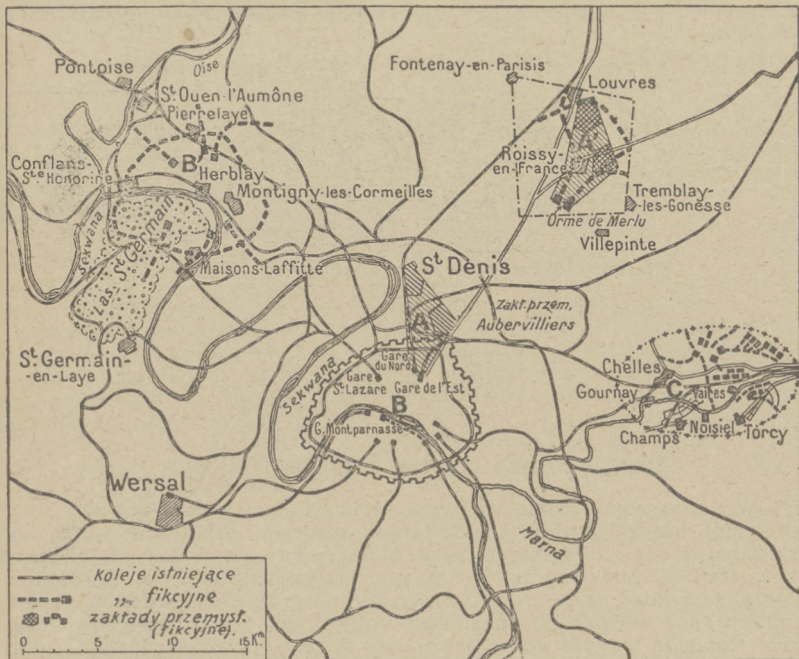 Pontoise
Oise
Fontenay-en-Parisis
Louvres
St Ouen l'Aumône
Pierrelaye
A'
B'
Conflans-
Ste Honorine
Herblay
Roissy-
en-France
Montigny-les-Cormeilles
Tremblay-
les-Gonesse
Orme de Merlu
Villepinte
Sekwana
Las. St Germain
Maisons-Laffitte
St Denis
Zakł. przem.
Aubervilliers
A
St Germain-
en-Laye
Sekwana
Gare
du Nord
Gare
St Lazare
Gare de l'Est
B
G. Montparnasse
Chelles
Gournay
C
Vaires
Champs
Noisiel
Torcy
Wersal
Marna
Koleje istniejące
„ fikcyjne
zakłady przemysł.
(fikcyjne).
0 5 10 15 Km